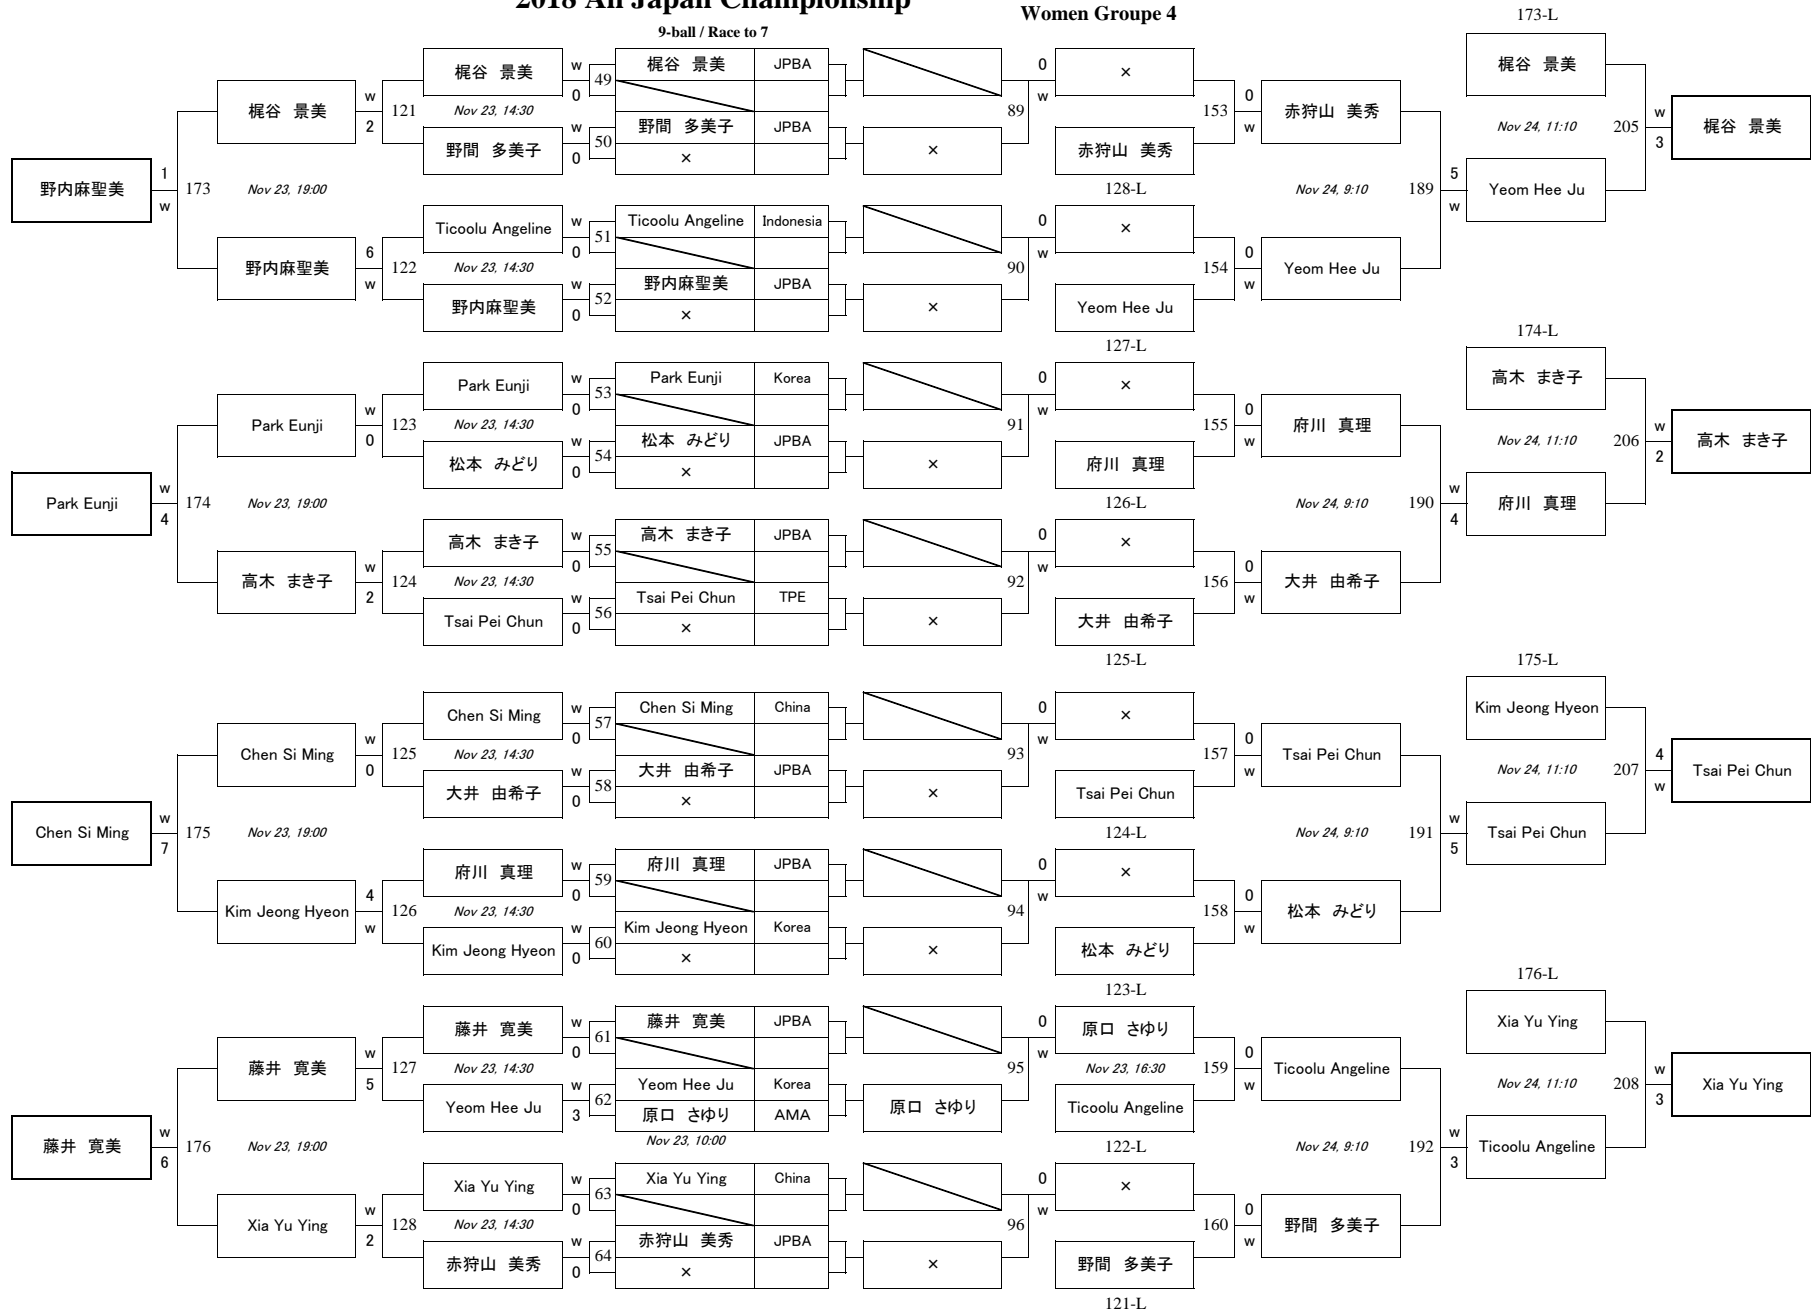 2018 All Japan Championship
Women Groupe 4
9-ball / Race to 7
173-L
梶谷 景美 w 49 0 梶谷 景美 JPBA
梶谷 景美 w 2 121 Nov 23, 14:30
野間 多美子 w 50 0 野間 多美子 JPBA
×
野内麻聖美 1 w 173 Nov 23, 19:00
Ticoolu Angeline w 51 0 Ticoolu Angeline Indonesia
野内麻聖美 6 w 122 Nov 23, 14:30
野内麻聖美 w 52 0 野内麻聖美 JPBA
×
89 0 w ×
× 赤狩山 美秀
153 0 w 赤狩山 美秀
128-L
90 0 w ×
× Yeom Hee Ju
154 0 w Yeom Hee Ju
127-L
Nov 24, 9:10 189 5 w Yeom Hee Ju
梶谷 景美
Nov 24, 11:10 205 w 3 梶谷 景美
174-L
Park Eunji w 53 0 Park Eunji Korea
Park Eunji w 0 123 Nov 23, 14:30
松本 みどり w 54 0 松本 みどり JPBA
×
Park Eunji w 4 174 Nov 23, 19:00
高木 まき子 w 55 0 高木 まき子 JPBA
高木 まき子 w 2 124 Nov 23, 14:30
Tsai Pei Chun w 56 0 Tsai Pei Chun TPE
×
91 0 w ×
× 府川 真理
155 0 w 府川 真理
126-L
92 0 w ×
× 大井 由希子
156 0 w 大井 由希子
125-L
Nov 24, 9:10 190 w 4 府川 真理
高木 まき子
Nov 24, 11:10 206 w 2 高木 まき子
175-L
Chen Si Ming w 57 0 Chen Si Ming China
Chen Si Ming w 0 125 Nov 23, 14:30
大井 由希子 w 58 0 大井 由希子 JPBA
×
Chen Si Ming w 7 175 Nov 23, 19:00
府川 真理 w 59 0 府川 真理 JPBA
Kim Jeong Hyeon 4 w 126 Nov 23, 14:30
Kim Jeong Hyeon w 60 0 Kim Jeong Hyeon Korea
×
93 0 w ×
× Tsai Pei Chun
157 0 w Tsai Pei Chun
124-L
94 0 w ×
× 松本 みどり
158 0 w 松本 みどり
123-L
Nov 24, 9:10 191 w 5 Tsai Pei Chun
Kim Jeong Hyeon
Nov 24, 11:10 207 4 w Tsai Pei Chun
176-L
藤井 寛美 w 61 0 藤井 寛美 JPBA
藤井 寛美 w 5 127 Nov 23, 14:30
Yeom Hee Ju w 62 3 Yeom Hee Ju Korea
原口 さゆり AMA
Nov 23, 10:00
藤井 寛美 w 6 176 Nov 23, 19:00
Xia Yu Ying w 63 0 Xia Yu Ying China
Xia Yu Ying w 2 128 Nov 23, 14:30
赤狩山 美秀 w 64 0 赤狩山 美秀 JPBA
×
95 0 w 原口 さゆり
原口 さゆり Nov 23, 16:30
Ticoolu Angeline
159 0 w Ticoolu Angeline
122-L
96 0 w ×
× 野間 多美子
160 0 w 野間 多美子
121-L
Nov 24, 9:10 192 w 3 Ticoolu Angeline
Xia Yu Ying
Nov 24, 11:10 208 w 3 Xia Yu Ying